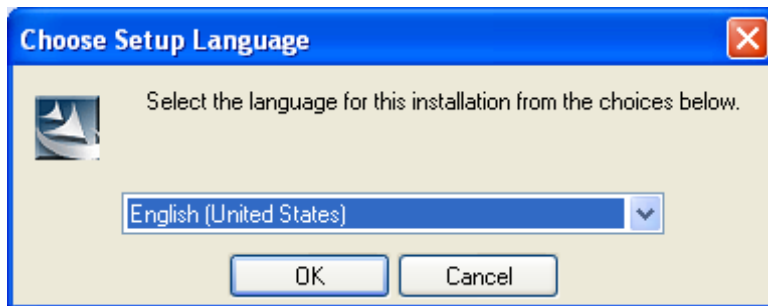 Choose Setup Language
Select the language for this installation from the choices below.
English (United States)
OK
Cancel